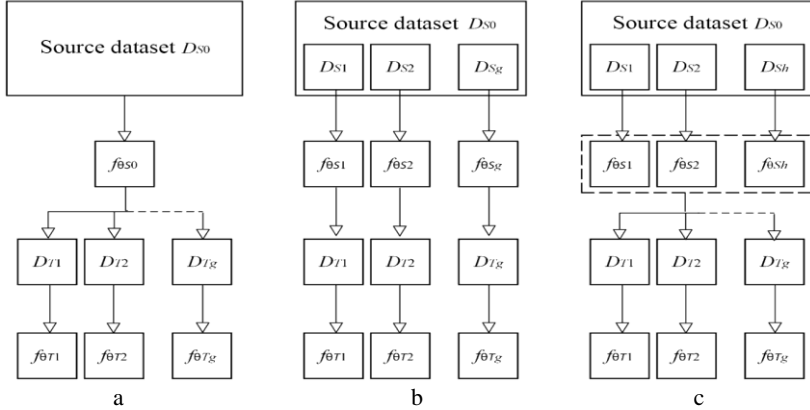 Source dataset DS0
fθS0
DT1 DT2 DTg
fθT1 fθT2 fθTg
a
Source dataset DS0
DS1 DS2 DSg
fθS1 fθS2 fθSg
DT1 DT2 DTg
fθT1 fθT2 fθTg
b
Source dataset DS0
DS1 DS2 DSh
fθS1 fθS2 fθSh
DT1 DT2 DTg
fθT1 fθT2 fθTg
c